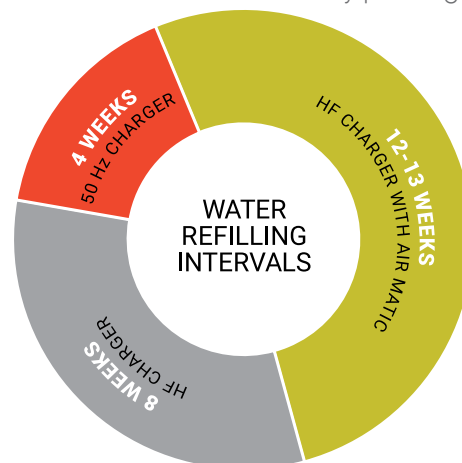 WATER
REFILLING
INTERVALS
4 WEEKS
50 Hz CHARGER
12-13 WEEKS
HF CHARGER WITH AIR MATIC
8 WEEKS
HF CHARGER